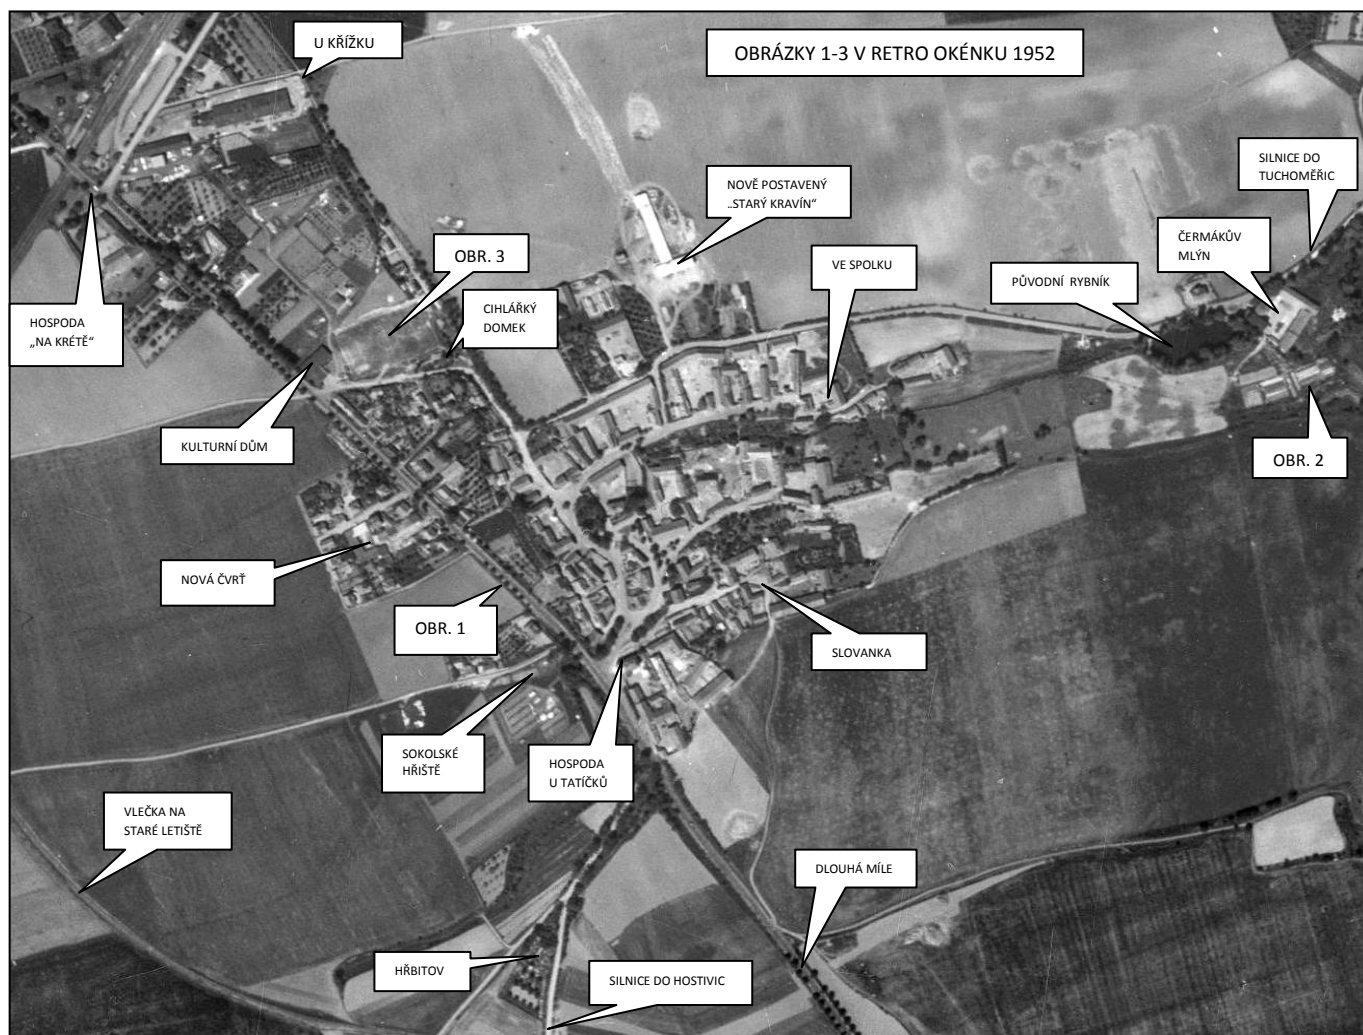 U KŘÍŽKU
OBRÁZKY 1-3 V RETRO OKÉNKU 1952
SILNICE DO
TUCHOMĚŘIC
NOVĚ POSTAVENÝ
„STARÝ KRAVÍN“
ČERMÁKŮV
MLÝN
OBR. 3
VE SPOLKU
PŮVODNÍ RYBNÍK
HOSPODA
„NA KRÉTĚ“
CIHLÁŘKÝ
DOMEK
KULTURNÍ DŮM
OBR. 2
NOVÁ ČVRŤ
OBR. 1
SLOVANKA
SOKOLSKÉ
HŘIŠTĚ
HOSPODA
U TATÍČKŮ
VLEČKA NA
STARÉ LETIŠTĚ
DLOUHÁ MÍLE
HŘBITOV
SILNICE DO HOSTIVIC